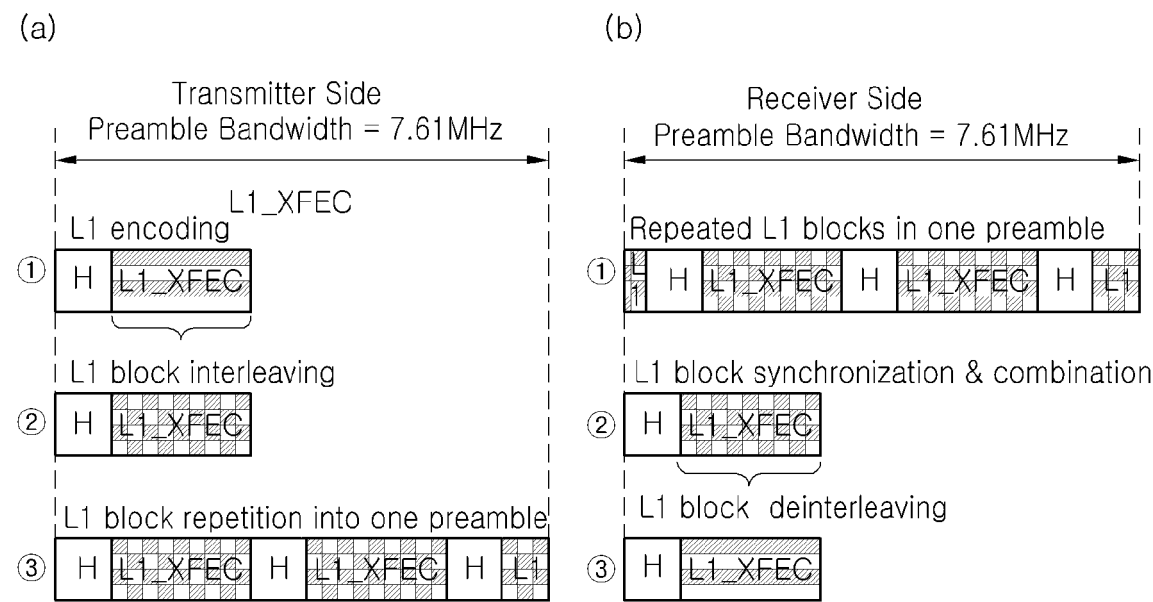 (a)
Transmitter Side
Preamble Bandwidth = 7.61MHz
L1_XFEC
L1 encoding
① H L1_XFEC
L1 block interleaving
② H L1_XFEC
L1 block repetition into one preamble
③ H L1_XFEC H L1_XFEC H L1
(b)
Receiver Side
Preamble Bandwidth = 7.61MHz
Repeated L1 blocks in one preamble
① L1 H L1_XFEC H L1_XFEC H L1
L1 block synchronization & combination
② H L1_XFEC
L1 block deinterleaving
③ H L1_XFEC